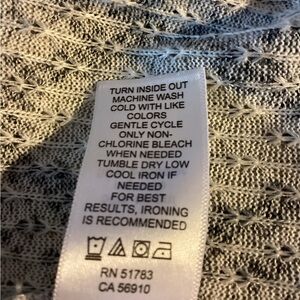 TURN INSIDE OUT
MACHINE WASH
COLD WITH LIKE
COLORS
GENTLE CYCLE
ONLY NON-
CHLORINE BLEACH
WHEN NEEDED
TUMBLE DRY LOW
COOL IRON IF
NEEDED
FOR BEST
RESULTS, IRONING
IS RECOMMENDED
RN 51783
CA 56910